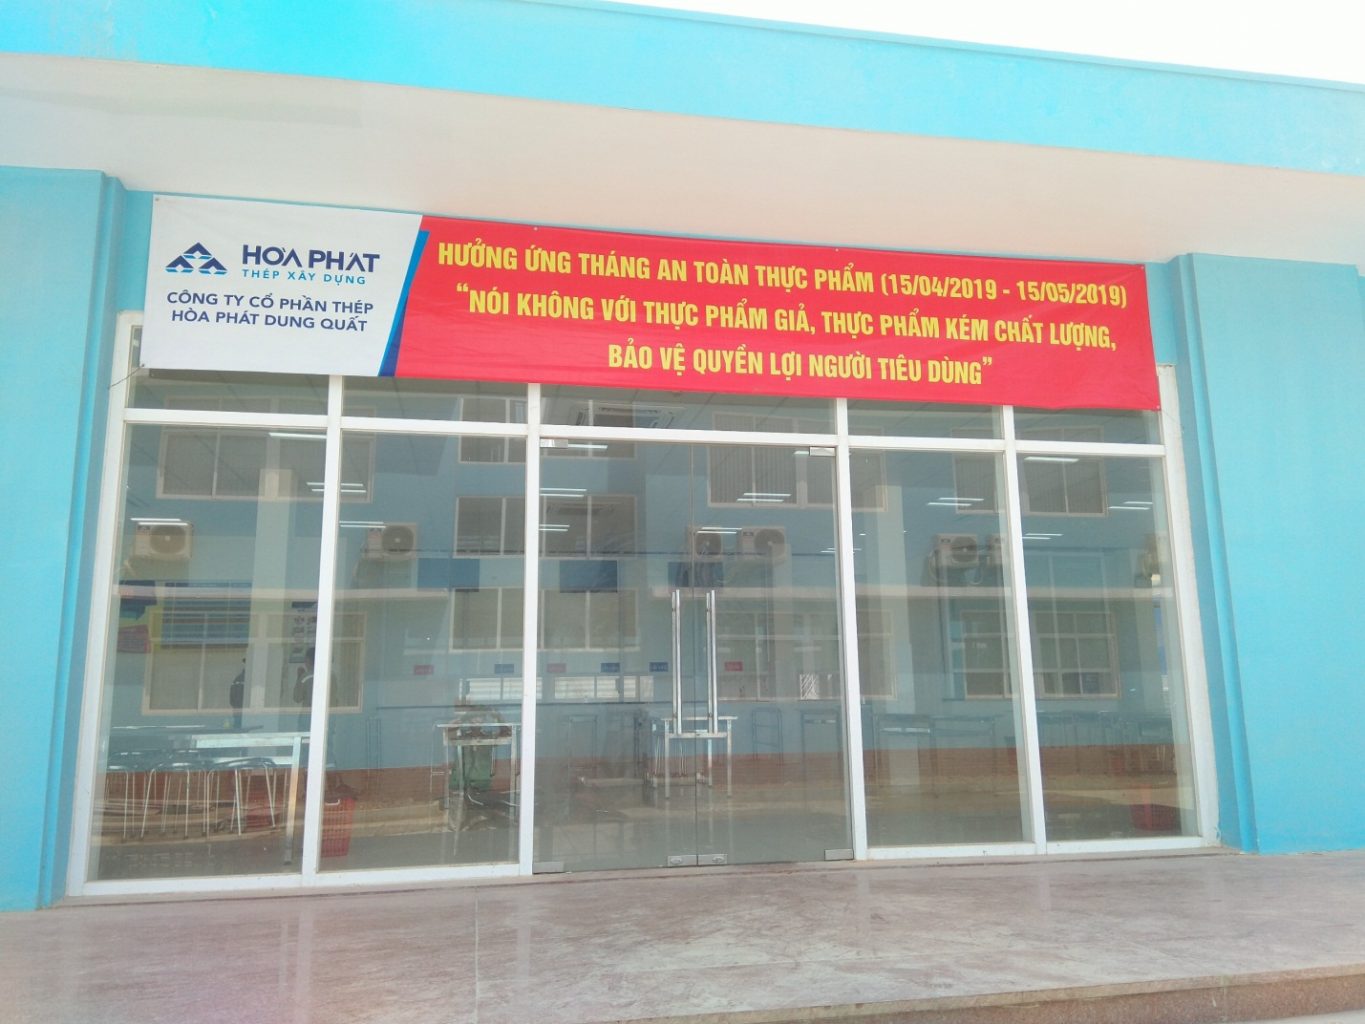 HÒA PHÁT
THÉP XÂY DỰNG
CÔNG TY CỔ PHẦN THÉP
HÒA PHÁT DUNG QUẤT
HƯỞNG ỨNG THÁNG AN TOÀN THỰC PHẨM (15/04/2019 - 15/05/2019)
“NÓI KHÔNG VỚI THỰC PHẨM GIẢ, THỰC PHẨM KÉM CHẤT LƯỢNG,
BẢO VỆ QUYỀN LỢI NGƯỜI TIÊU DÙNG”